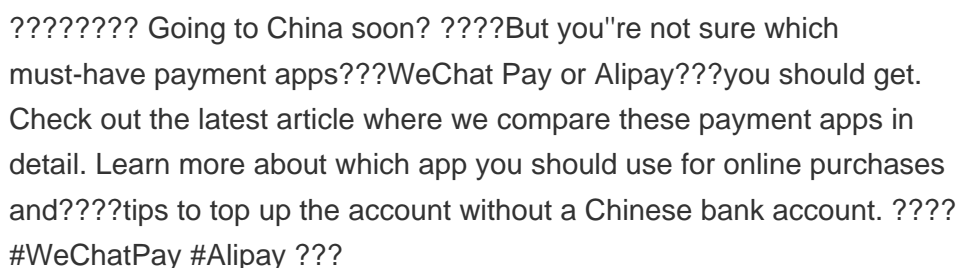 ???????? Going to China soon? ????But you''re not sure which
must-have payment apps???WeChat Pay or Alipay???you should get.
Check out the latest article where we compare these payment apps in
detail. Learn more about which app you should use for online purchases
and????tips to top up the account without a Chinese bank account. ????
#WeChatPay #Alipay ???